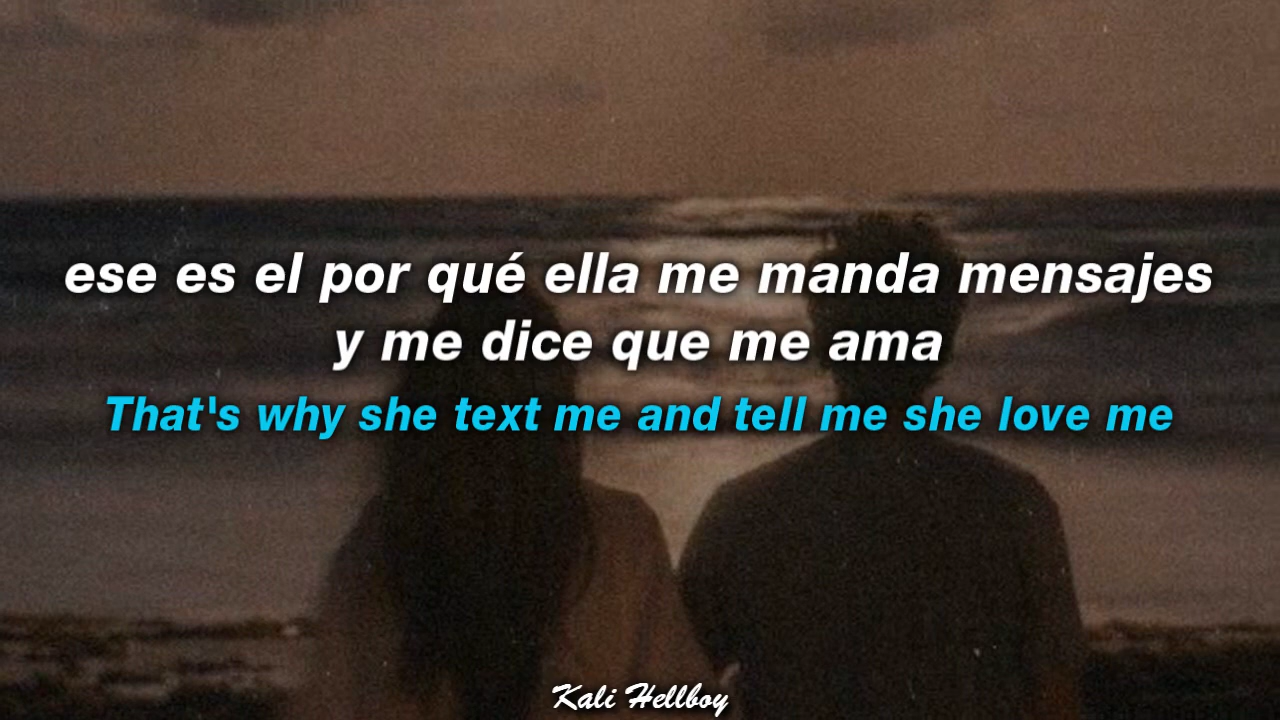 ese es el por qué ella me manda mensajes
y me dice que me ama
That's why she text me and tell me she love me
Kali Hellboy